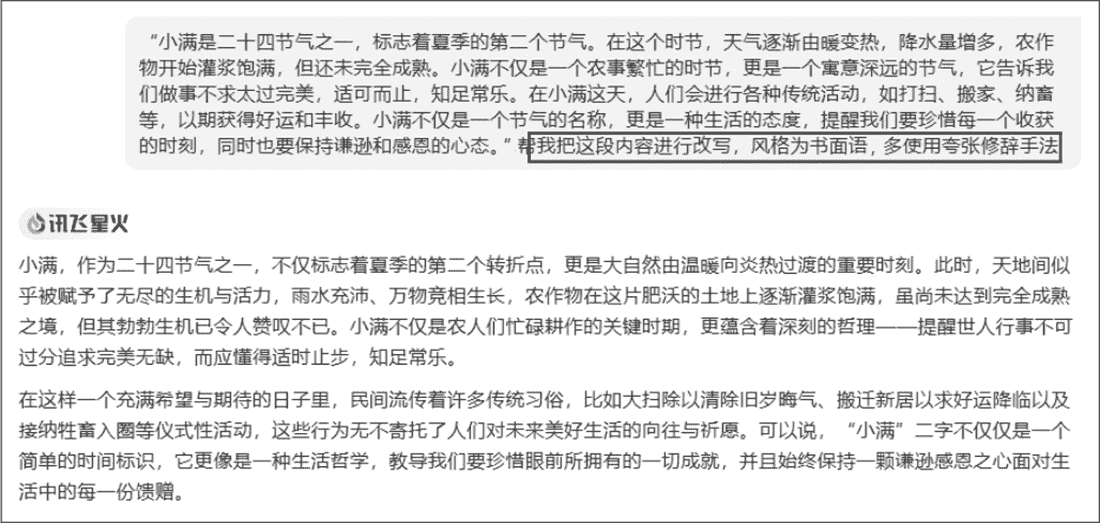 “小满是二十四节气之一，标志着夏季的第二个节气。在这个时节，天气逐渐由暖变热，降水量增多，农作
物开始灌浆饱满，但还未完全成熟。小满不仅是一个农事繁忙的时节，更是一个寓意深远的节气，它告诉我
们做事不求太过完美，适可而止，知足常乐。在小满这天，人们会进行各种传统活动，如打扫、搬家、纳畜
等，以期获得好运和丰收。小满不仅是一个节气的名称，更是一种生活的态度，提醒我们要珍惜每一个收获
的时刻，同时也要保持谦逊和感恩的心态。”帮我把这段内容进行改写，风格为书面语，多使用夸张修辞手法
讯飞星火
小满，作为二十四节气之一，不仅标志着夏季的第二个转折点，更是大自然由温暖向炎热过渡的重要时刻。此时，天地间似
乎被赋予了无尽的生机与活力，雨水充沛、万物竞相生长，农作物在这片肥沃的土地上逐渐灌浆饱满，虽尚未达到完全成熟
之境，但其勃勃生机已令人赞叹不已。小满不仅是农人们忙碌耕作的关键时期，更蕴含着深刻的哲理——提醒世人行事不可
过分追求完美无缺，而应懂得适时止步，知足常乐。
在这样一个充满希望与期待的日子里，民间流传着许多传统习俗，比如大扫除以清除旧岁晦气、搬迁新居以求好运降临以及
接纳牲畜入圈等仪式性活动，这些行为无不寄托了人们对未来美好生活的向往与祈愿。可以说，“小满”二字不仅仅是一个
简单的时间标识，它更像是一种生活哲学，教导我们要珍惜眼前所拥有的一切成就，并且始终保持一颗谦逊感恩之心面对生
活中的每一份馈赠。